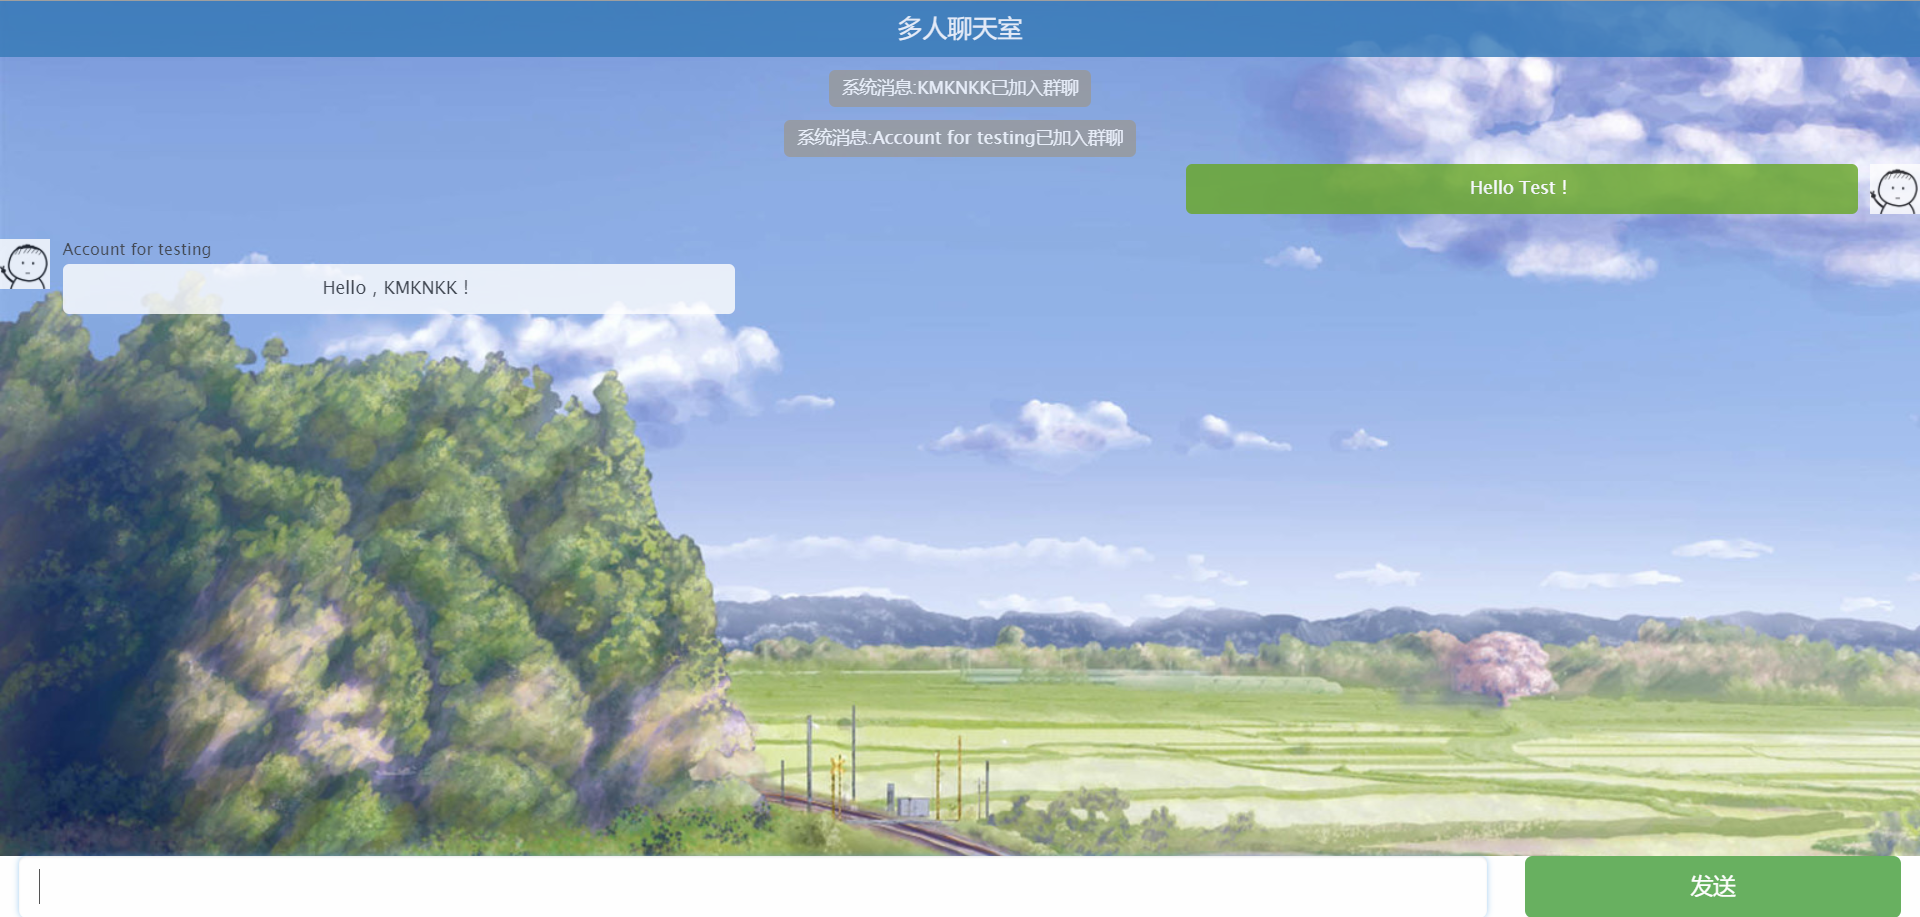 多人聊天室
系统消息:KMKNKK已加入群聊
系统消息:Account for testing已加入群聊
Hello Test！
Account for testing
Hello，KMKNKK！
发送